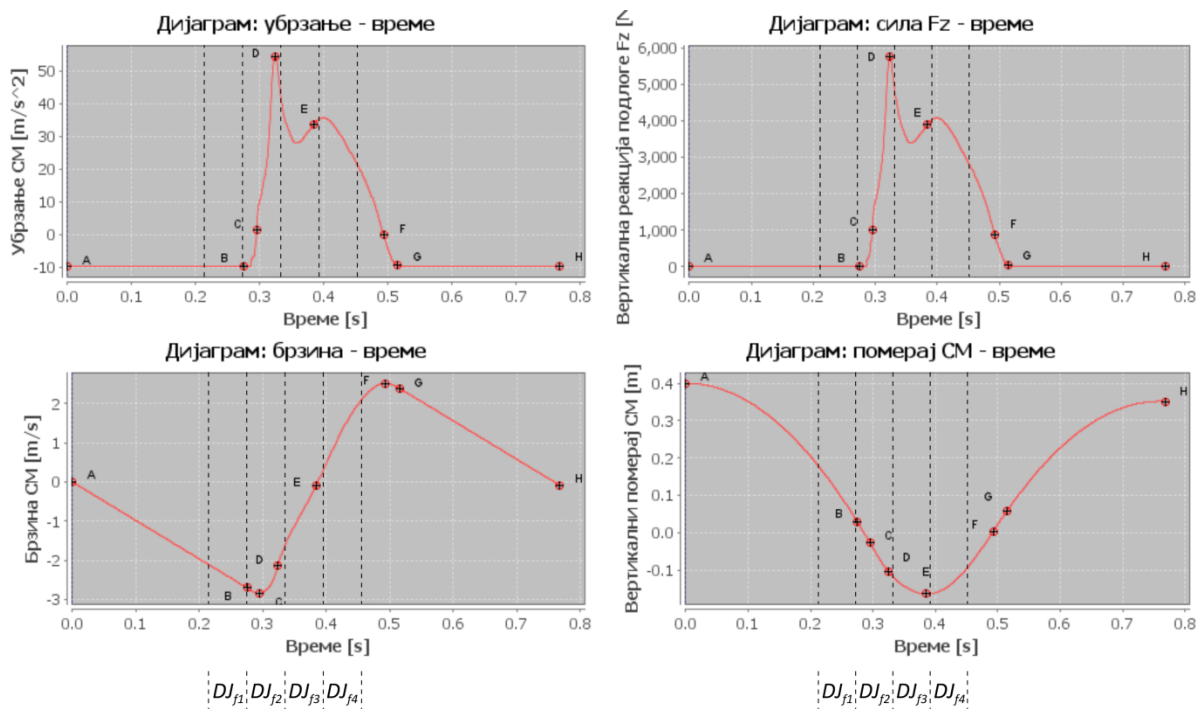 Дијаграм: убрзање - време
Убрзање CM [m/s^2]
50
40
30
20
10
0
-10
A
B
C
D
E
F
G
H
0.0 0.1 0.2 0.3 0.4 0.5 0.6 0.7 0.8
Време [s]
Дијаграм: сила Fz - време
Вертикална реакција подлоге Fz
6,000
5,000
4,000
3,000
2,000
1,000
0
A
B
C
D
E
F
G
H
0.0 0.1 0.2 0.3 0.4 0.5 0.6 0.7 0.8
Време [s]
Дијаграм: брзина - време
Брзина CM [m/s]
2
1
0
-1
-2
-3
A
B
C
D
E
F
G
H
0.0 0.1 0.2 0.3 0.4 0.5 0.6 0.7 0.8
Време [s]
Дијаграм: померај CM - време
Вертикални померај CM [m]
0.4
0.3
0.2
0.1
0.0
-0.1
A
B
C
D
E
F
G
H
0.0 0.1 0.2 0.3 0.4 0.5 0.6 0.7 0.8
Време [s]
DJf1 DJf2 DJf3 DJf4
DJf1 DJf2 DJf3 DJf4